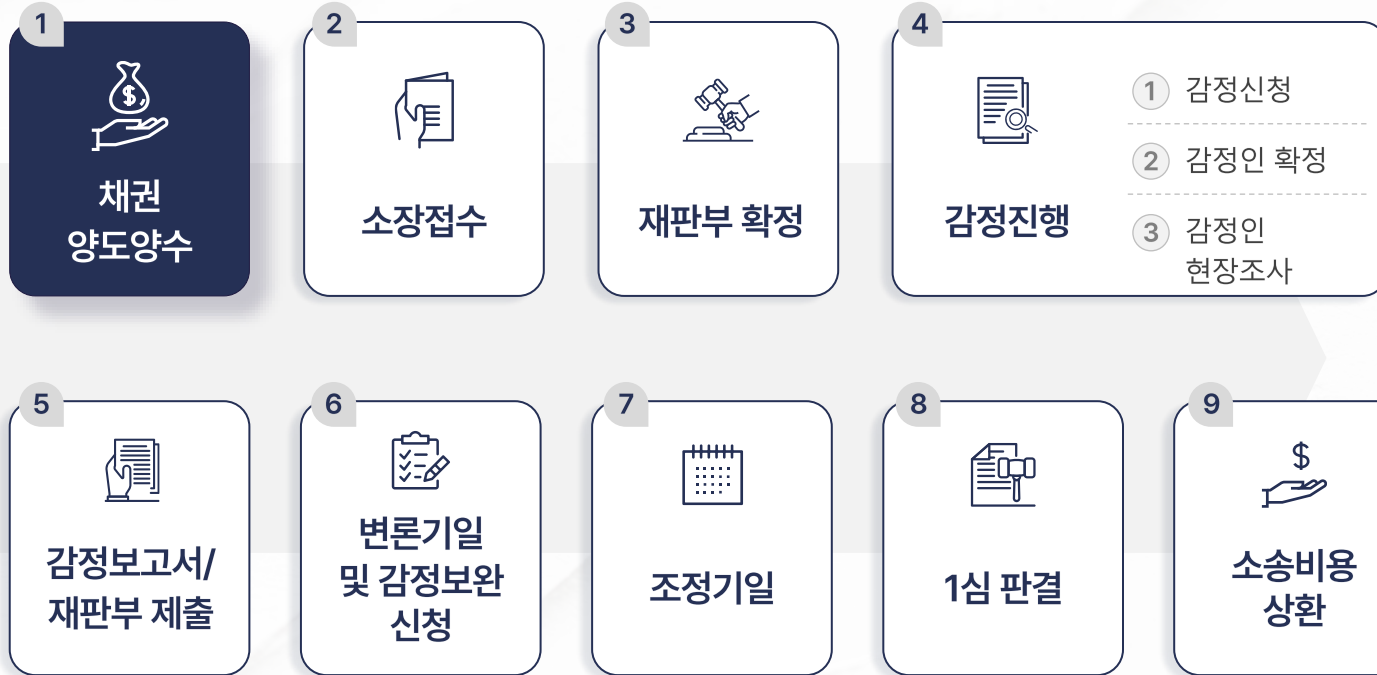 1
채권
양도양수
2
소장접수
3
재판부 확정
4
감정진행
1 감정신청
2 감정인 확정
3 감정인
현장조사
5
감정보고서/
재판부 제출
6
변론기일
및 감정보완
신청
7
조정기일
8
1심 판결
9
$
소송비용
상환